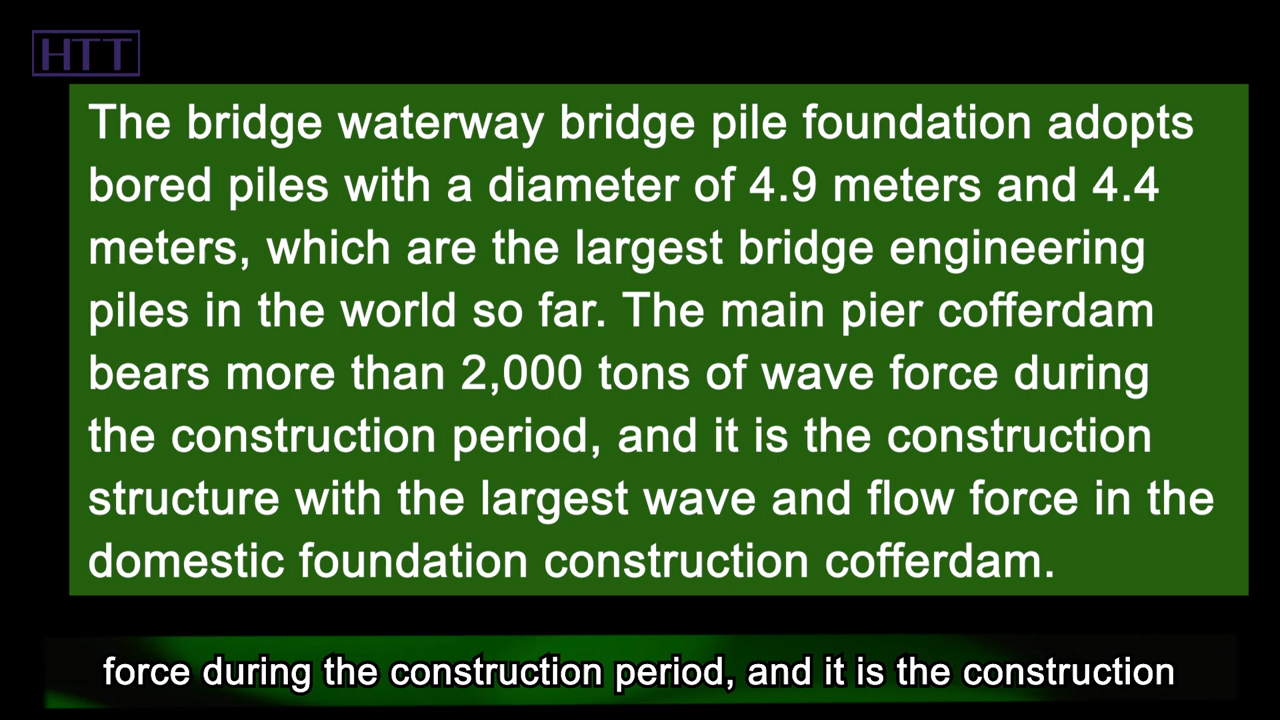 HTT
The bridge waterway bridge pile foundation adopts
bored piles with a diameter of 4.9 meters and 4.4
meters, which are the largest bridge engineering
piles in the world so far. The main pier cofferdam
bears more than 2,000 tons of wave force during
the construction period, and it is the construction
structure with the largest wave and flow force in the
domestic foundation construction cofferdam.
force during the construction period, and it is the construction